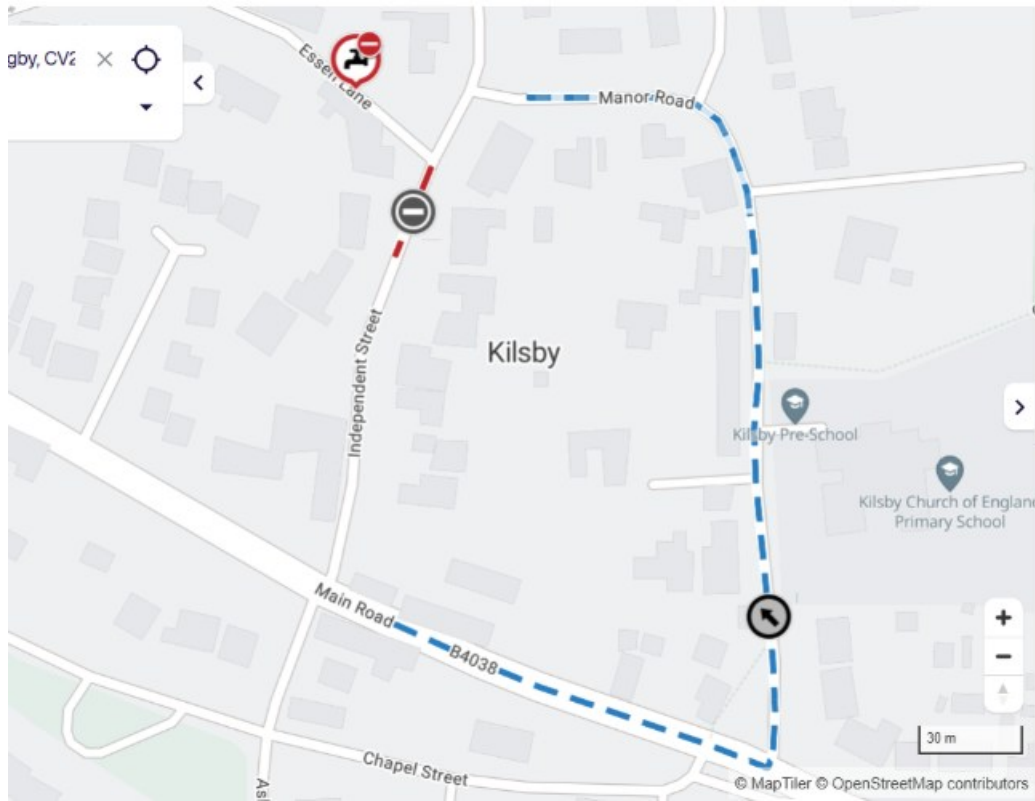 gby, CV2
Essen Lane
Manor Road
Kilsby
Independent Street
Kilsby Pre-School
Kilsby Church of England
Primary School
Main Road
B4038
30 m
Chapel Street
© MapTiler © OpenStreetMap contributors